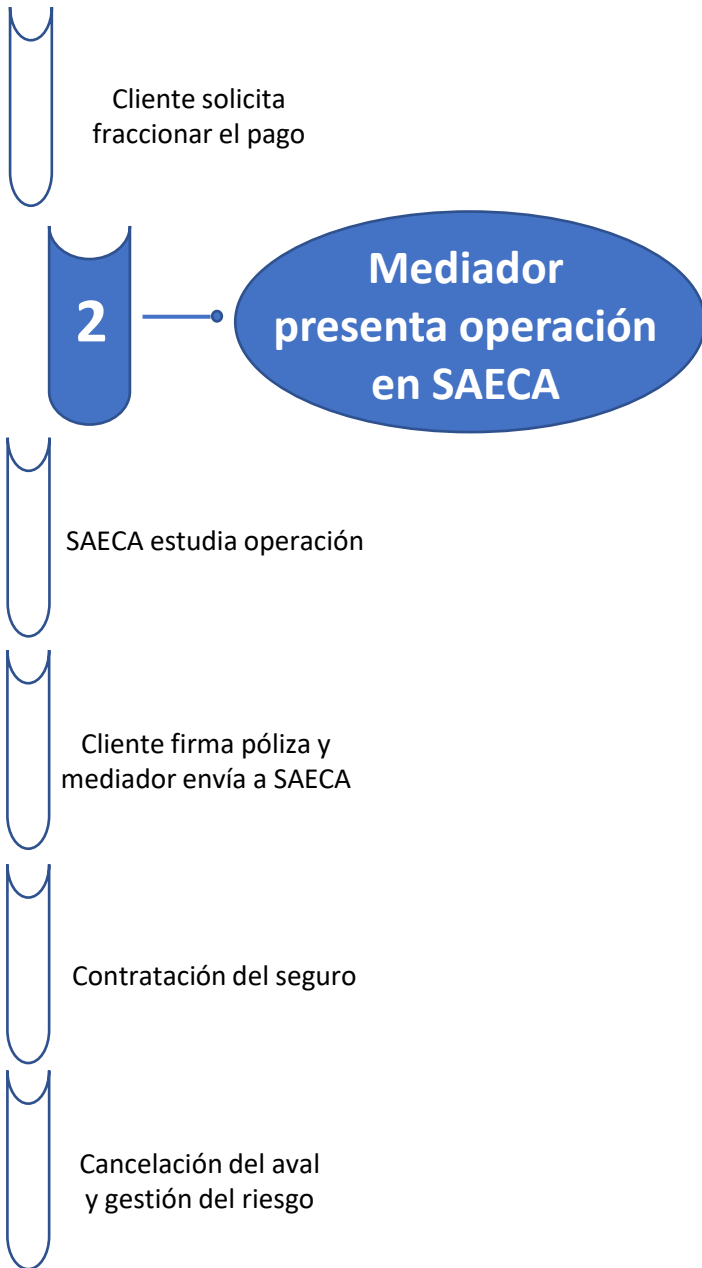 Cliente solicita
fraccionar el pago
2
Mediador
presenta operación
en SAECA
SAECA estudia operación
Cliente firma póliza y
mediador envía a SAECA
Contratación del seguro
Cancelación del aval
y gestión del riesgo